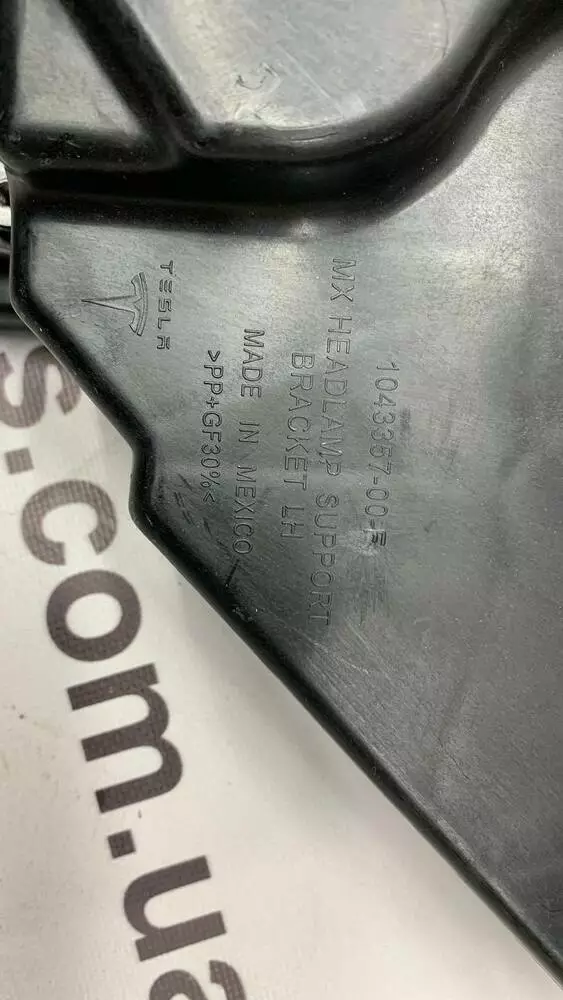 1043357-00-F
MX HEADLAMP SUPPORT
BRACKET LH
MADE IN MEXICO
>PP+GF30%<
TESLA
s.com.ua